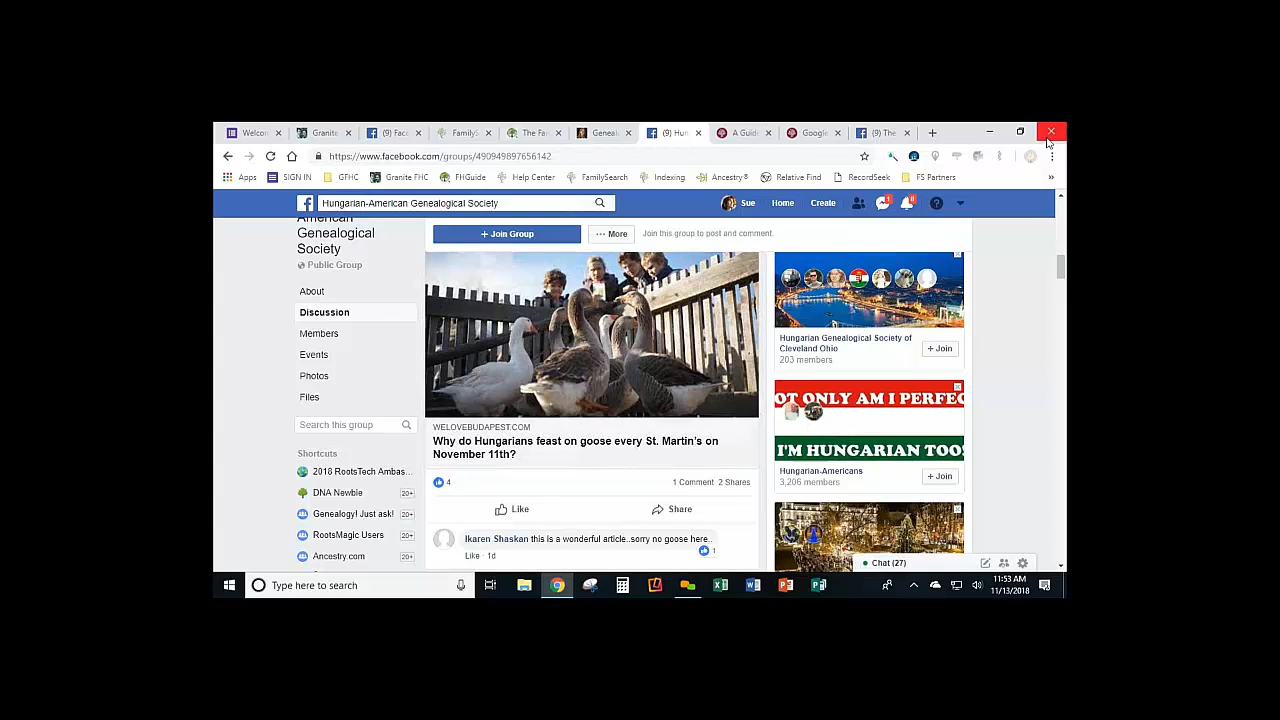 Welcon
Granite
(9) Face
FamilyS
The Fam
Geneal
(9) Hun
A Guide
Google
(9) The
https://www.facebook.com/groups/490949897656142
Apps SIGN IN GFHC Granite FHC FHGuide Help Center FamilySearch Indexing Ancestry® Relative Find RecordSeek FS Partners »
Hungarian-American Genealogical Society
Sue Home Create 1 8
American
Genealogical
Society
Public Group
About
Discussion
Members
Events
Photos
Files
Search this group
Shortcuts
2018 RootsTech Ambas...
DNA Newbie 20+
Genealogy! Just ask! 20+
RootsMagic Users 20+
Ancestry.com 20+
+ Join Group
··· More
Join this group to post and comment.
WELOVEBUDAPEST.COM
Why do Hungarians feast on goose every St. Martin's on
November 11th?
4
1 Comment 2 Shares
Like
Share
Ikaren Shaskan this is a wonderful article..sorry no goose here..
1
Like · 1d
Hungarian Genealogical Society of
Cleveland Ohio
203 members
+ Join
OT ONLY AM I PERFEC
I'M HUNGARIAN TOO
Hungarian-Americans
3,206 members
+ Join
Chat (27)
Type here to search
11:53 AM
11/13/2018